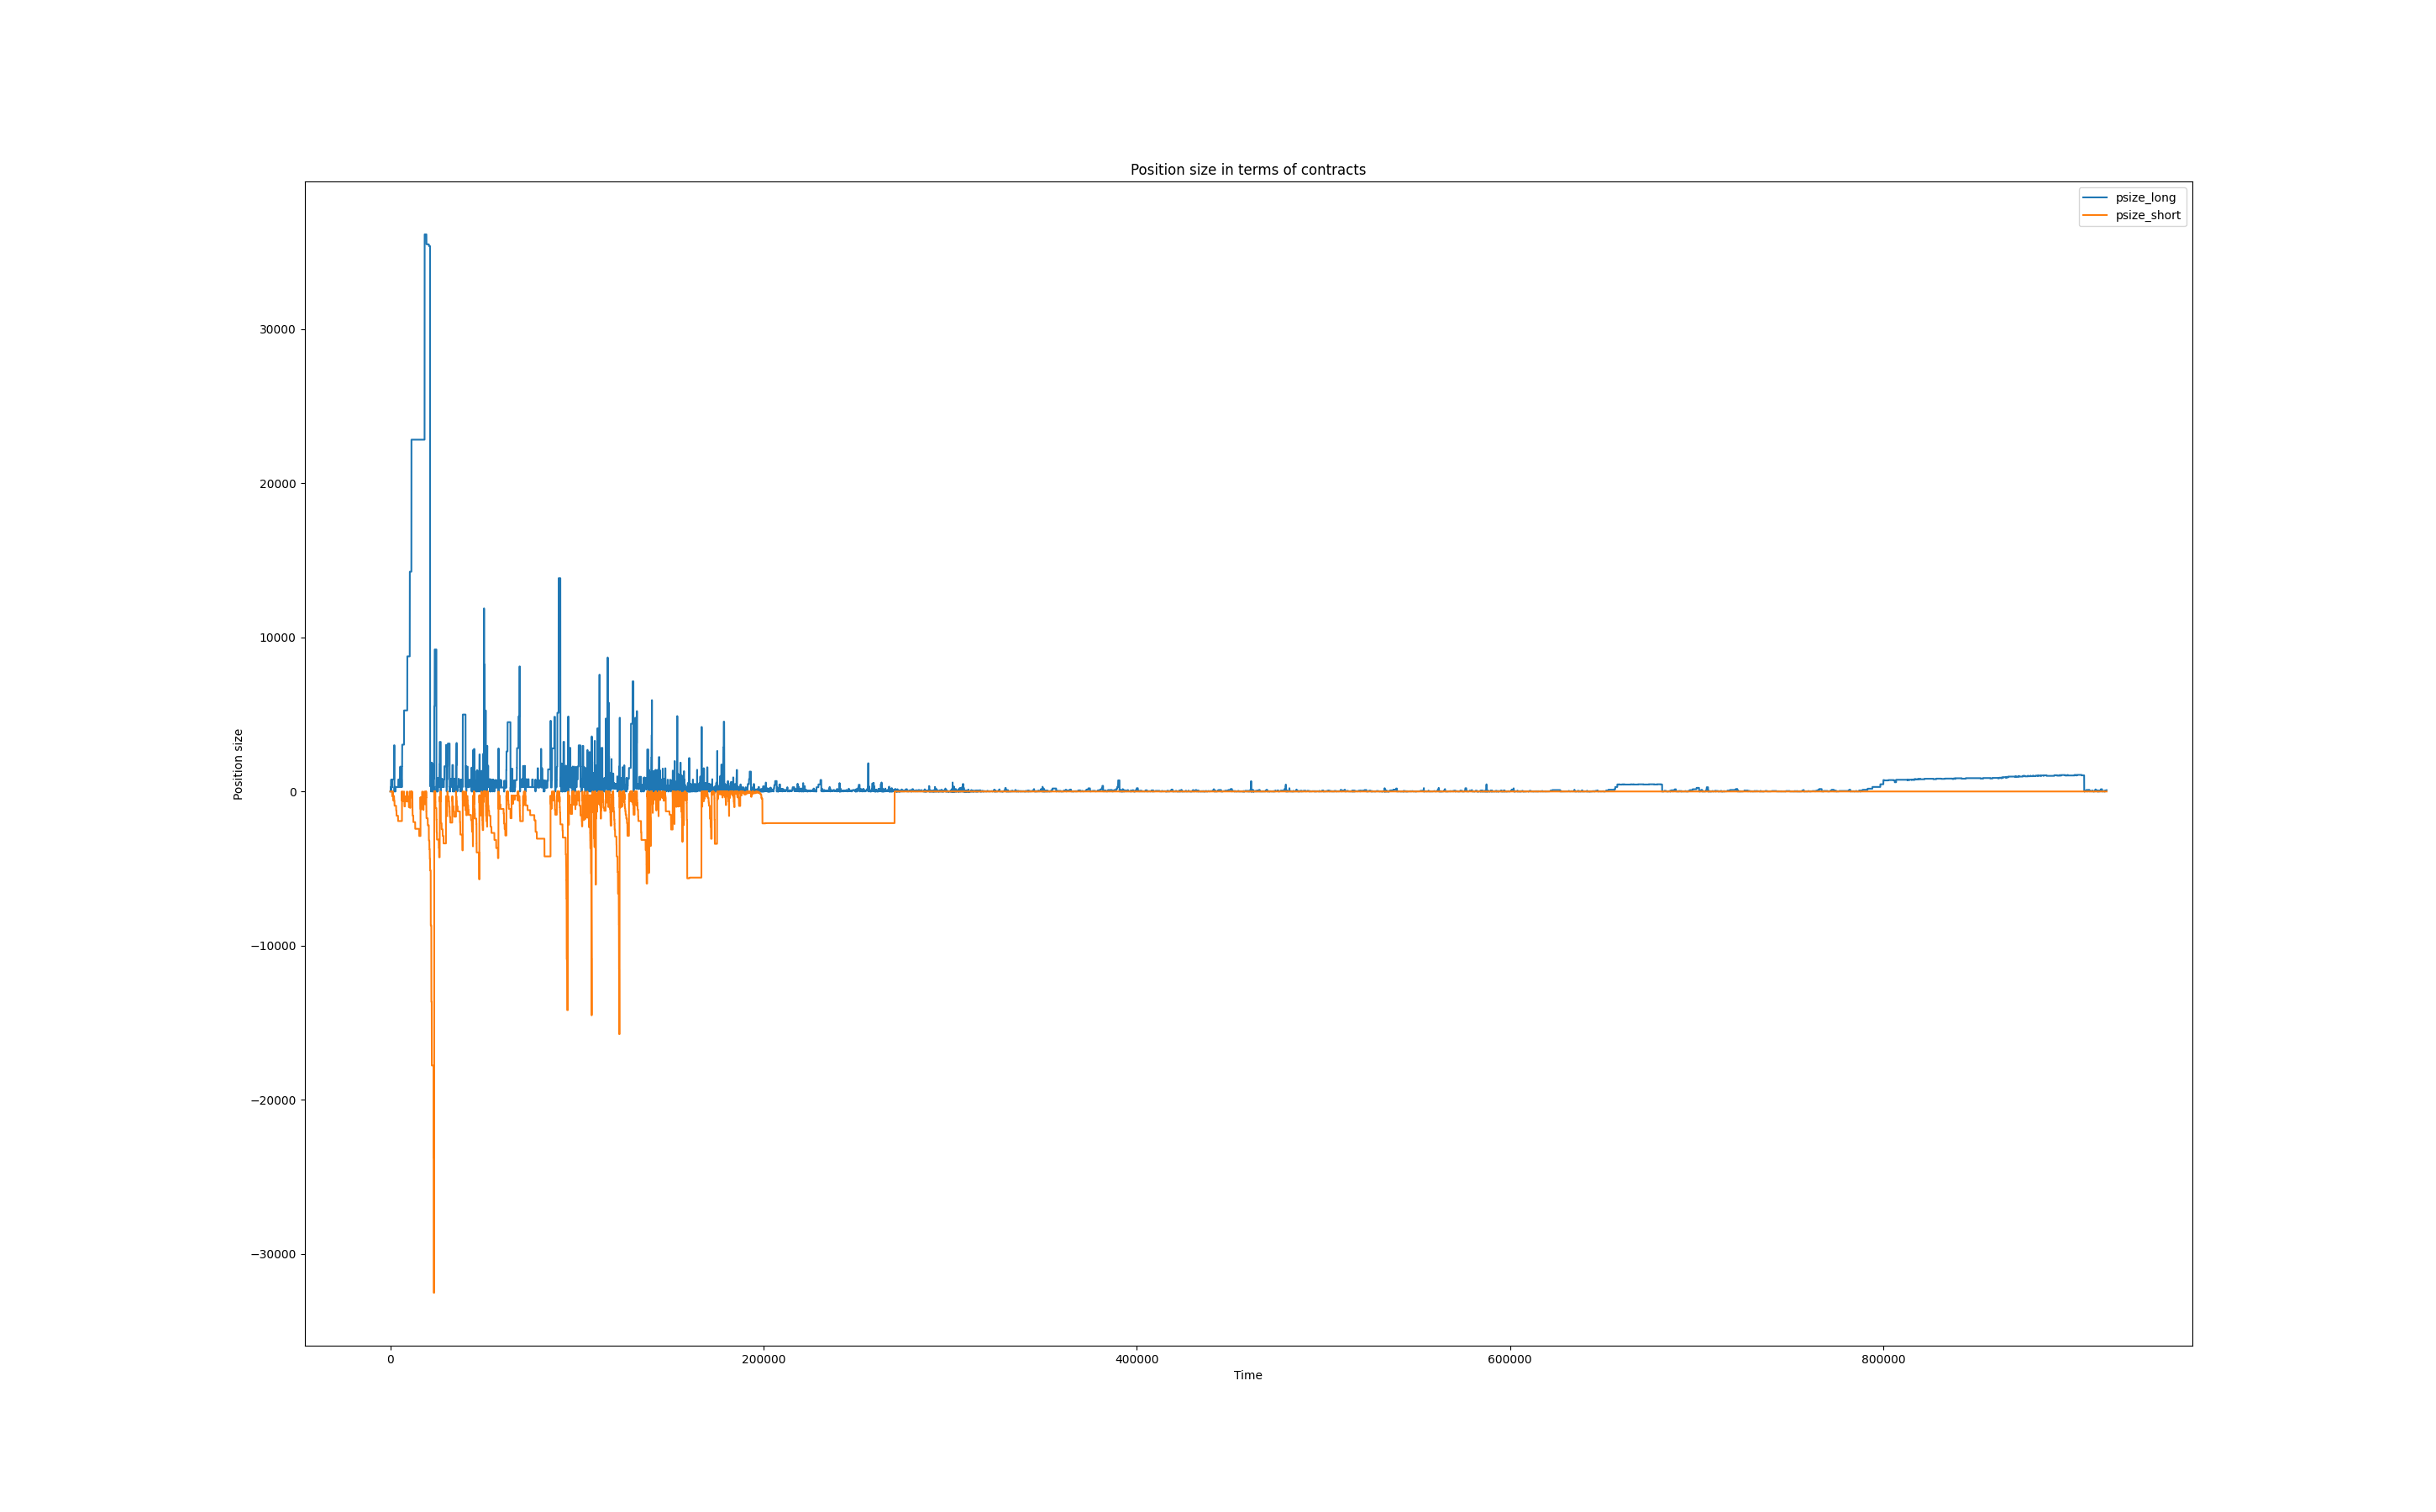 Position size in terms of contracts
psize_long
psize_short
30000
20000
10000
0
−10000
−20000
−30000
Position size
0
200000
400000
600000
800000
Time